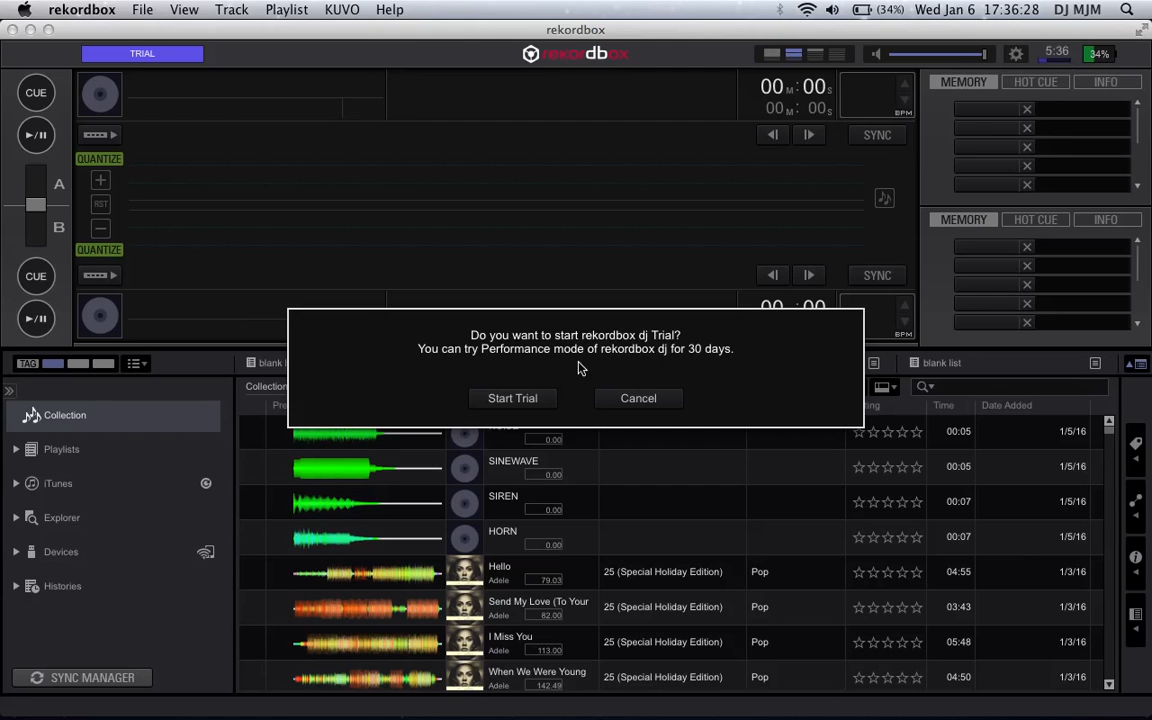 rekordbox File View Track Playlist KUVO Help (34%) Wed Jan 6 17:36:28 DJ MJM
rekordbox
TRIAL rekordbox 5:36 34%
CUE 00 M: 00 S MEMORY HOT CUE INFO
00 M: 00 S
BPM
SYNC
QUANTIZE
A
RST
B
MEMORY HOT CUE INFO
QUANTIZE
CUE SYNC
Do you want to start rekordbox dj Trial?
You can try Performance mode of rekordbox dj for 30 days.
Start Trial Cancel
TAG blank blank list
Collection
Time Date Added
Collection
0.00 00:05 1/5/16
Playlists
SINEWAVE
0.00 00:05 1/5/16
iTunes
SIREN
0.00 00:07 1/5/16
Explorer
HORN
0.00 00:07 1/5/16
Devices
Hello
Adele 79.03 25 (Special Holiday Edition) Pop 04:55 1/3/16
Histories
Send My Love (To Your
Adele 82.00 25 (Special Holiday Edition) Pop 03:43 1/3/16
I Miss You
Adele 113.00 25 (Special Holiday Edition) Pop 05:48 1/3/16
When We Were Young
Adele 142.49 25 (Special Holiday Edition) Pop 04:50 1/3/16
SYNC MANAGER